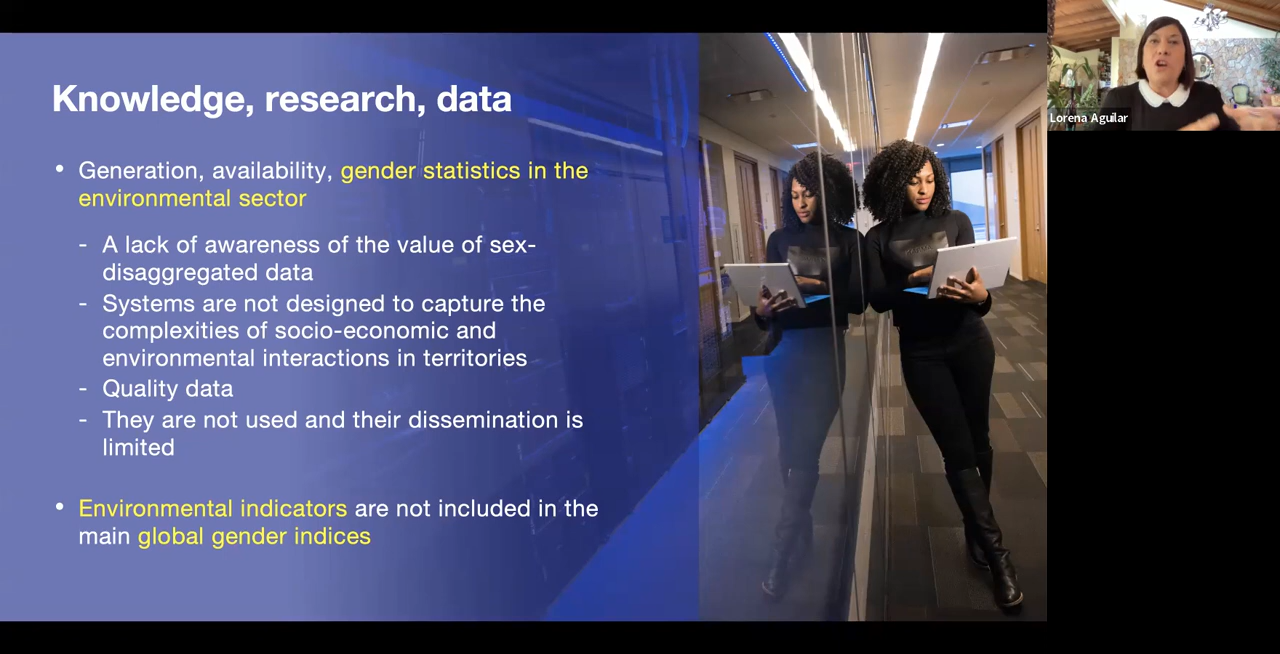 Knowledge, research, data
• Generation, availability, gender statistics in the
environmental sector
- A lack of awareness of the value of sex-
disaggregated data
- Systems are not designed to capture the
complexities of socio-economic and
environmental interactions in territories
- Quality data
- They are not used and their dissemination is
limited
• Environmental indicators are not included in the
main global gender indices
Lorena Aguilar